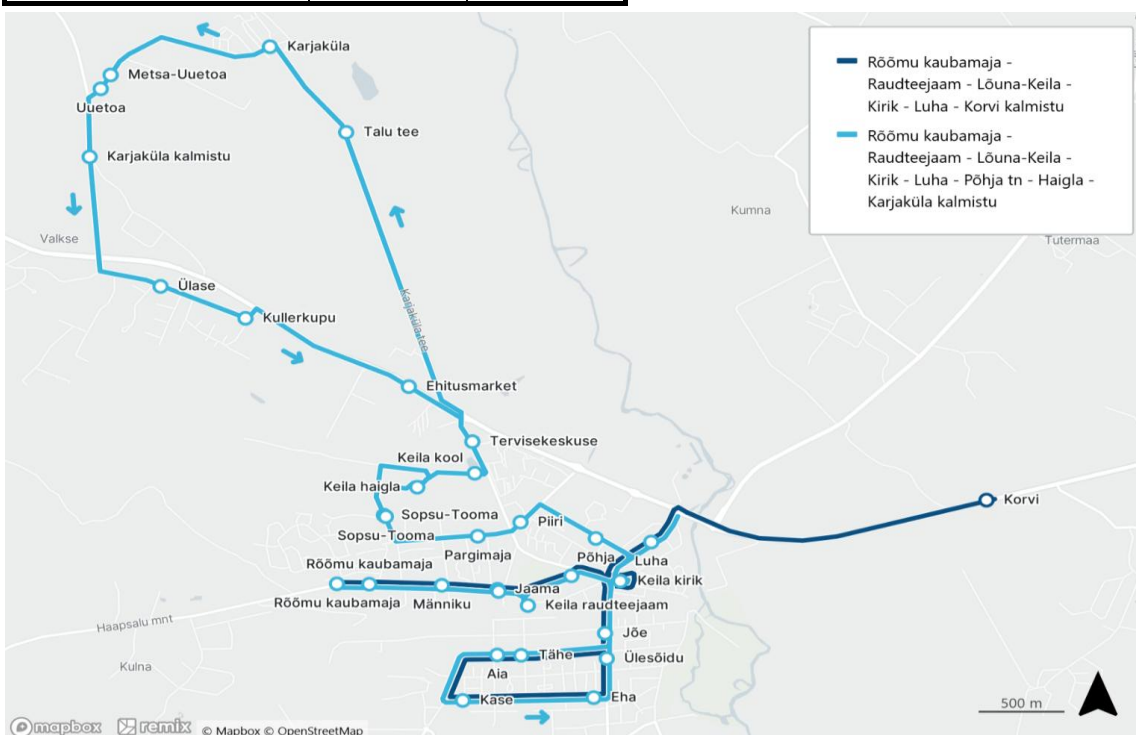 Rõõmu kaubamaja -
Raudteejaam - Lõuna-Keila -
Kirik - Luha - Korvi kalmistu
Rõõmu kaubamaja -
Raudteejaam - Lõuna-Keila -
Kirik - Luha - Põhja tn - Haigla -
Karjaküla kalmistu
Karjaküla
Metsa-Uuetoa
Uuetoa
Talu tee
Karjaküla kalmistu
Kumna
Valkse
Tutermaa
Ülase
Kullerkupu
Karjaküla tee
Ehitusmarket
Tervisekeskuse
Keila kool
Keila haigla
Korvi
Sopsu-Tooma
Sopsu-Tooma
Piiri
Pargimaja
Põhja
Luha
Rõõmu kaubamaja
Keila kirik
Jaama
Rõõmu kaubamaja
Männiku
Keila raudteejaam
Haapsalu mnt
Jõe
Kulna
Tähe
Ülesõidu
Aia
Kase
Eha
500 m
mapbox
remix
© Mapbox © OpenStreetMap